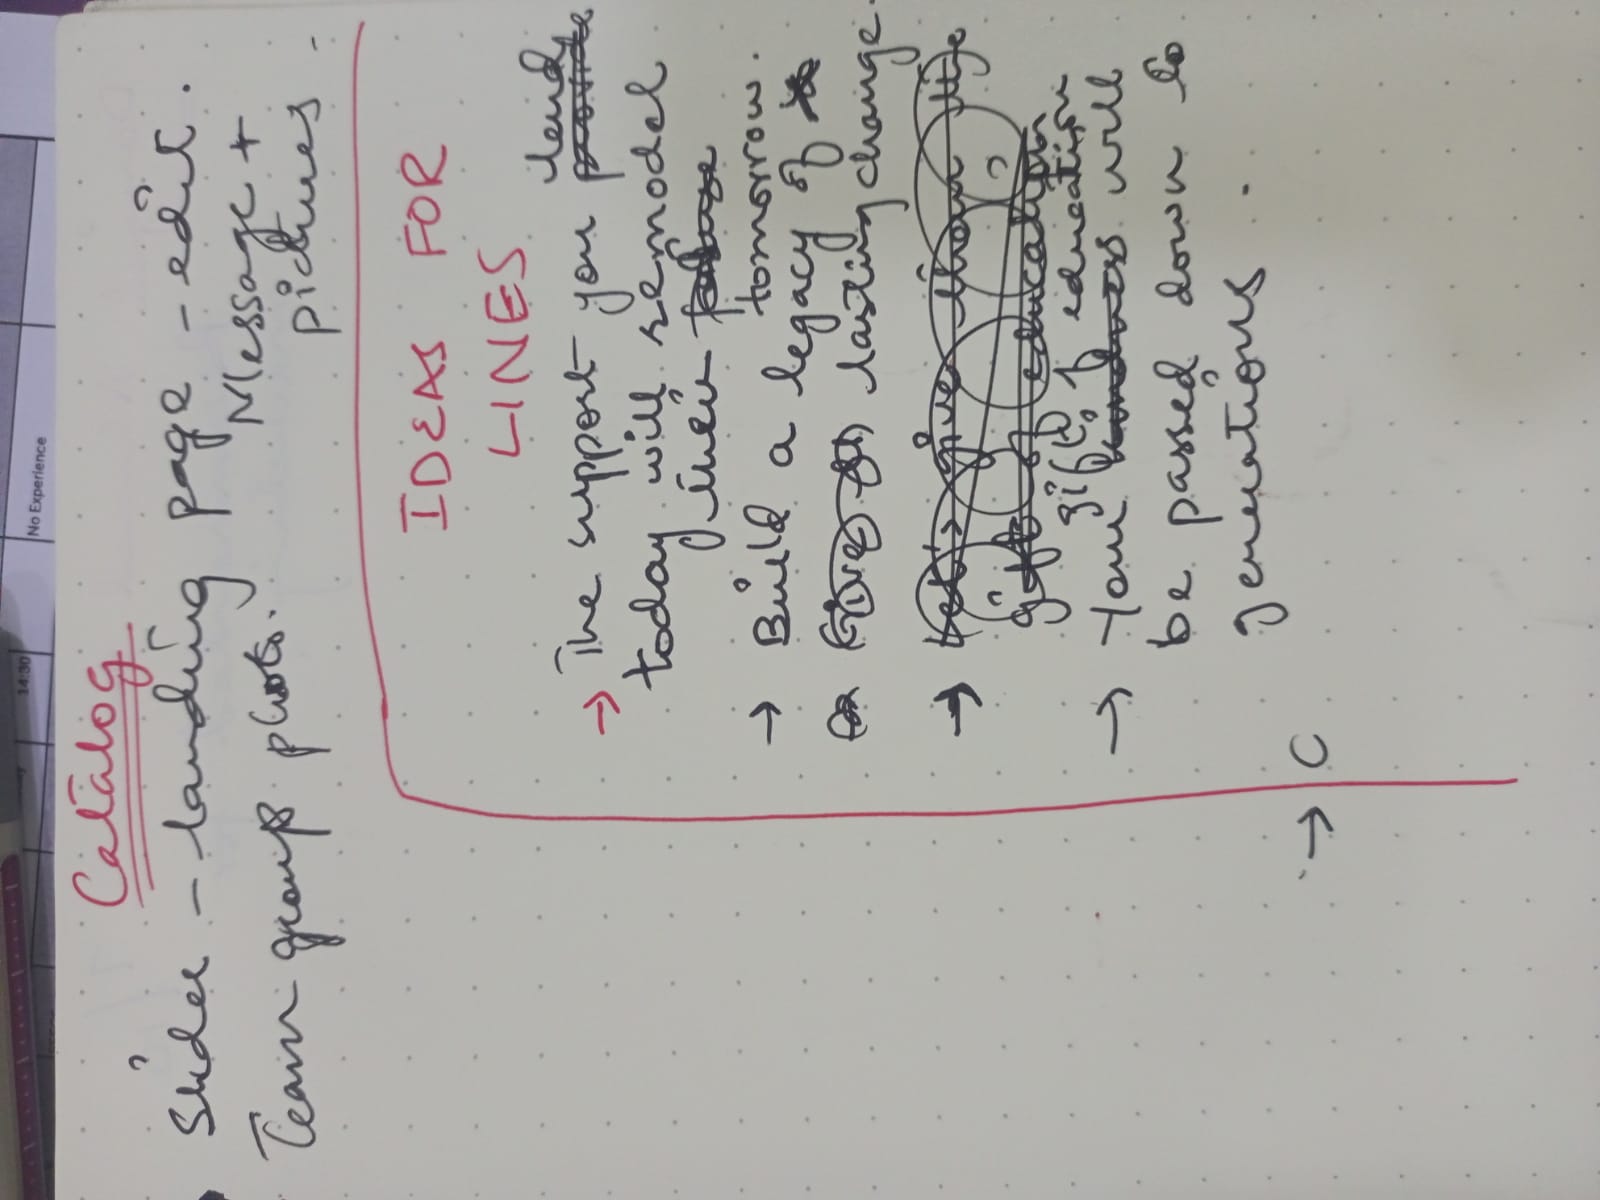 14:30
No Experience
Catalog
Slider - landing page - edit.
Message +
Team group photo.
pictures.
IDEAS FOR
LINES
→ The support you provide lend
today will remodel
their future
tomorrow.
→ Build a legacy of
Give lasting change.
→ Let's give them the
gift of education
gift of education
→ Your kindness will
be passed down to
generations.
→ C